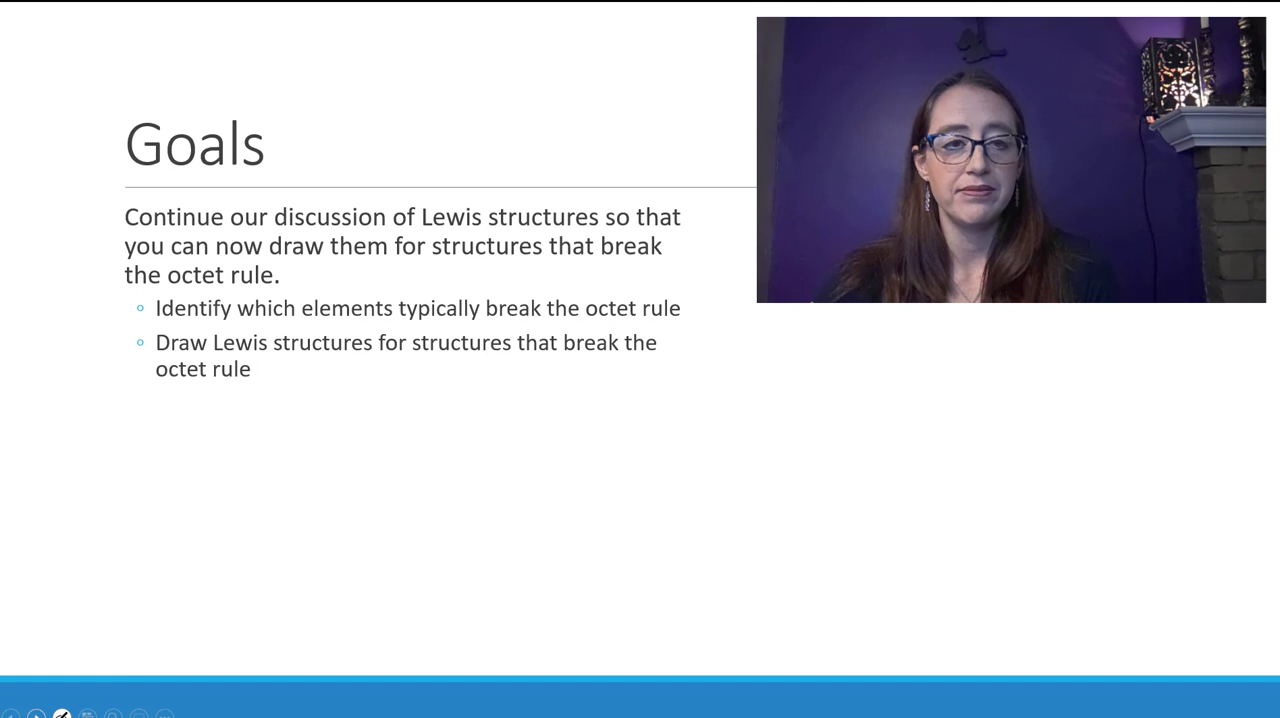 Goals
Continue our discussion of Lewis structures so that
you can now draw them for structures that break
the octet rule.
Identify which elements typically break the octet rule
Draw Lewis structures for structures that break the
octet rule